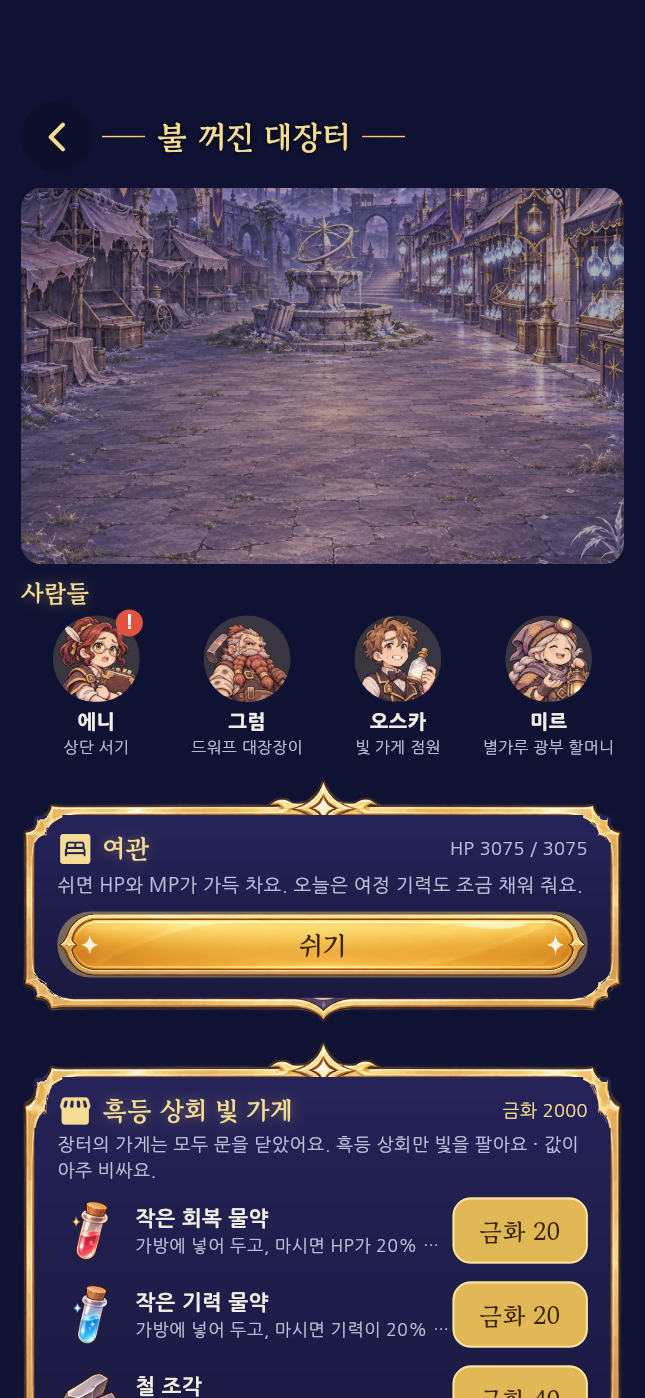 불 꺼진 대장터
사람들
!
에니
상단 서기
그럼
드워프 대장장이
오스카
빛 가게 점원
미르
별가루 광부 할머니
여관
HP 3075 / 3075
쉬면 HP와 MP가 가득 차요. 오늘은 여정 기력도 조금 채워 줘요.
쉬기
흑등 상회 빛 가게
금화 2000
장터의 가게는 모두 문을 닫았어요. 흑등 상회만 빛을 팔아요 · 값이
아주 비싸요.
작은 회복 물약
가방에 넣어 두고, 마시면 HP가 20% ···
금화 20
작은 기력 물약
가방에 넣어 두고, 마시면 기력이 20% ···
금화 20
철 조각
금화 40